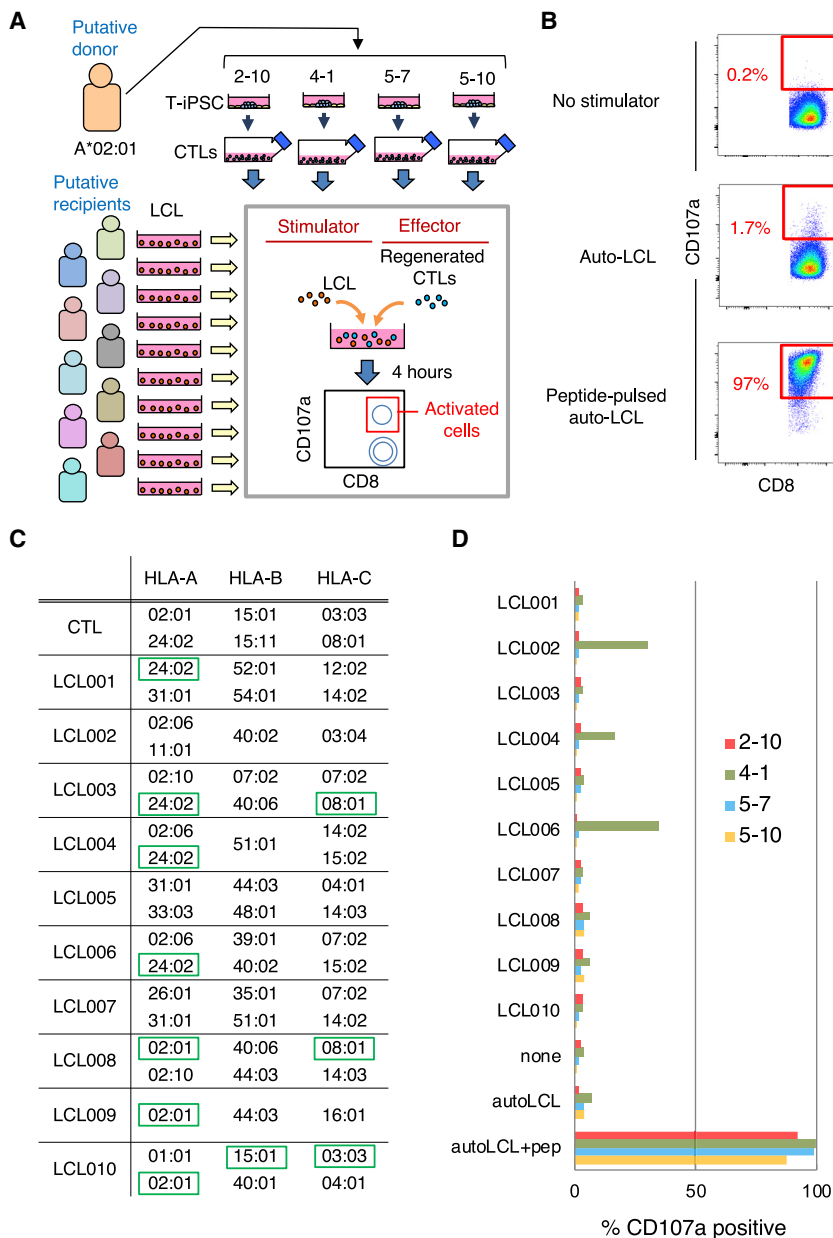 A
Putative
donor
A*02:01
2-10 4-1 5-7 5-10
T-iPSC
CTLs
Putative
recipients
LCL
Stimulator Effector
Regenerated
CTLs
LCL
4 hours
CD107a
Activated
cells
CD8
B
No stimulator
0.2%
Auto-LCL
CD107a
1.7%
Peptide-pulsed
auto-LCL
97%
CD8
C
HLA-A HLA-B HLA-C
CTL
02:01 15:01 03:03
24:02 15:11 08:01
LCL001
24:02 52:01 12:02
31:01 54:01 14:02
LCL002
02:06
11:01
40:02 03:04
LCL003
02:10 07:02 07:02
24:02 40:06 08:01
LCL004
02:06 14:02
51:01
24:02 15:02
LCL005
31:01 44:03 04:01
33:03 48:01 14:03
LCL006
02:06 39:01 07:02
24:02 40:02 15:02
LCL007
26:01 35:01 07:02
31:01 51:01 14:02
LCL008
02:01 40:06 08:01
02:10 44:03 14:03
LCL009 02:01 44:03 16:01
LCL010
01:01 15:01 03:03
02:01 40:01 04:01
D
LCL001
LCL002
LCL003
LCL004
LCL005
LCL006
LCL007
LCL008
LCL009
LCL010
none
autoLCL
autoLCL+pep
2-10
4-1
5-7
5-10
0 50 100
% CD107a positive